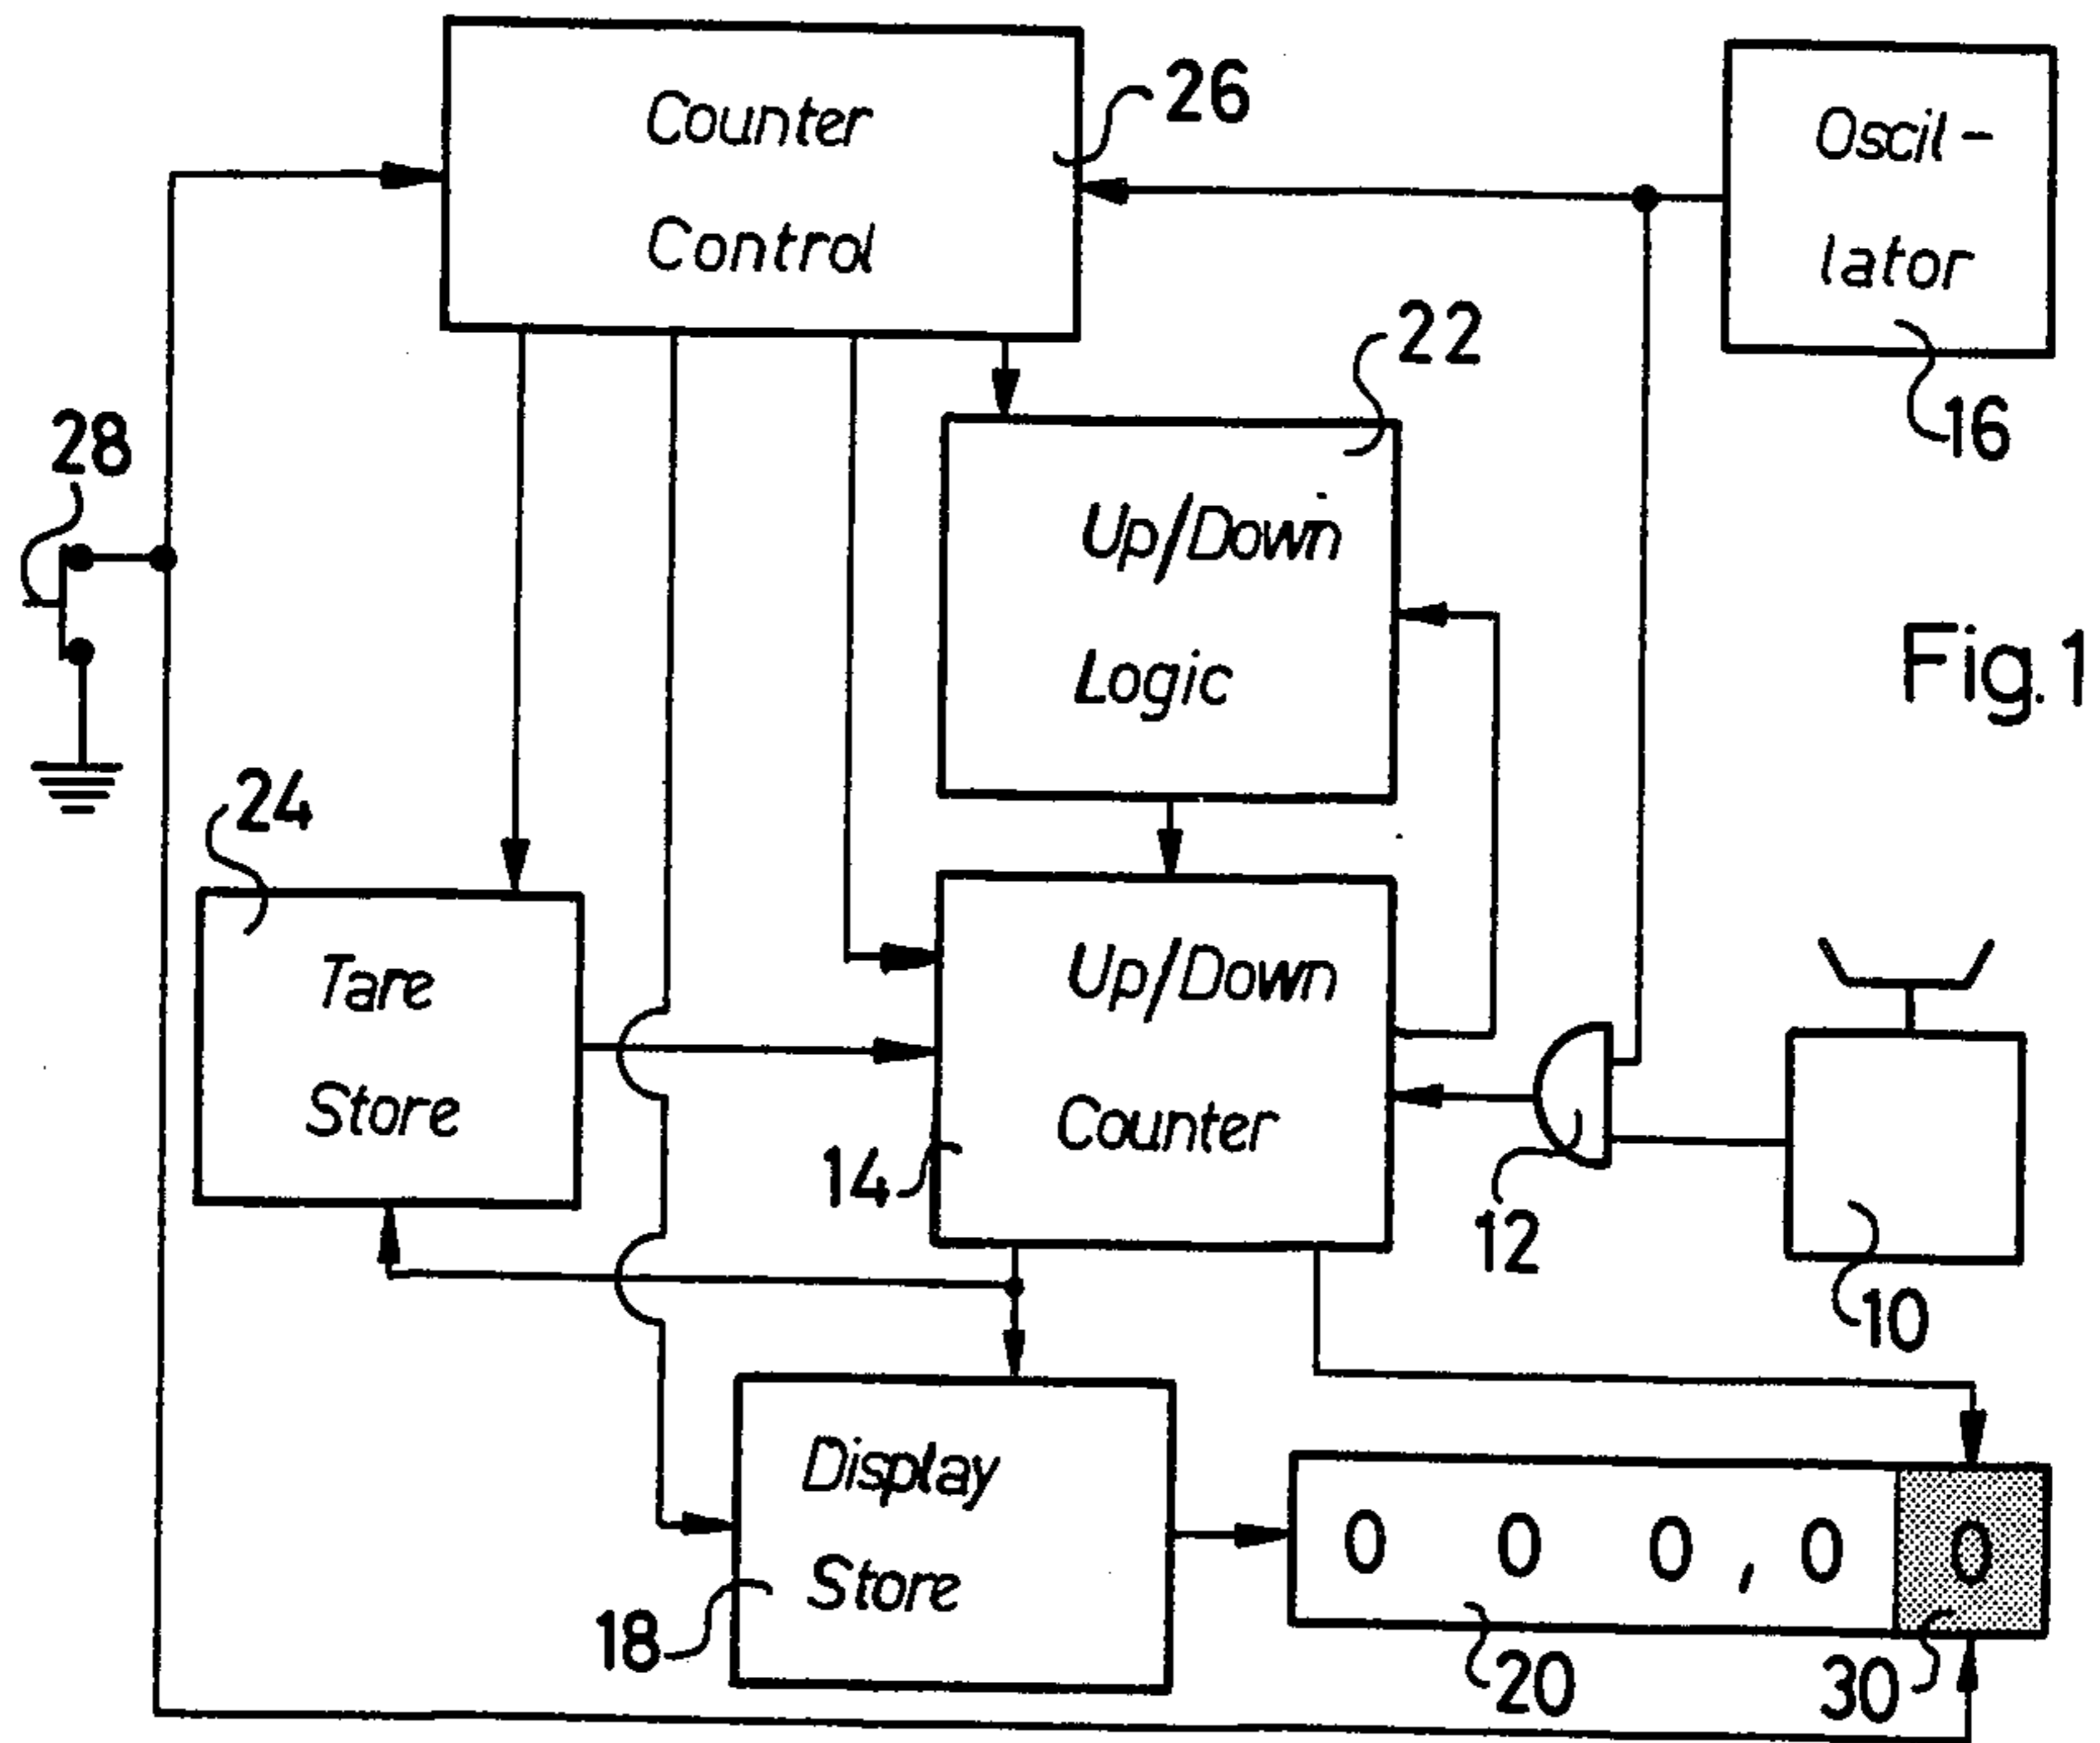 Counter
Control
26
Oscil-
lator
16
22
28
Up/Down
Logic
Fig.1
24
Tare
Store
Up/Down
Counter
14
12
10
Display
Store
18
0 0 0,0 0
20
30